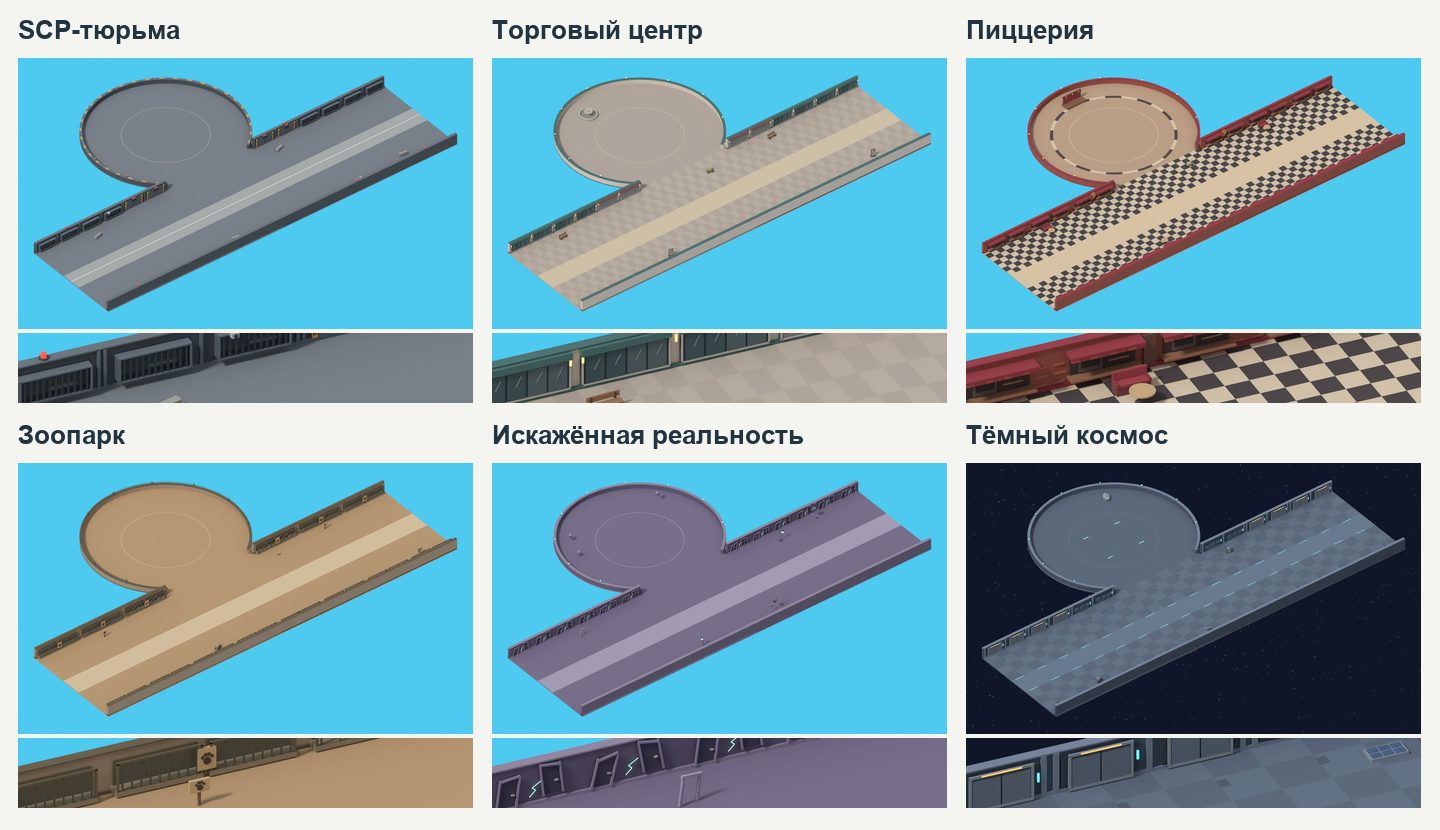 SCP-тюрьма
Торговый центр
Пиццерия
Зоопарк
Искажённая реальность
Тёмный космос